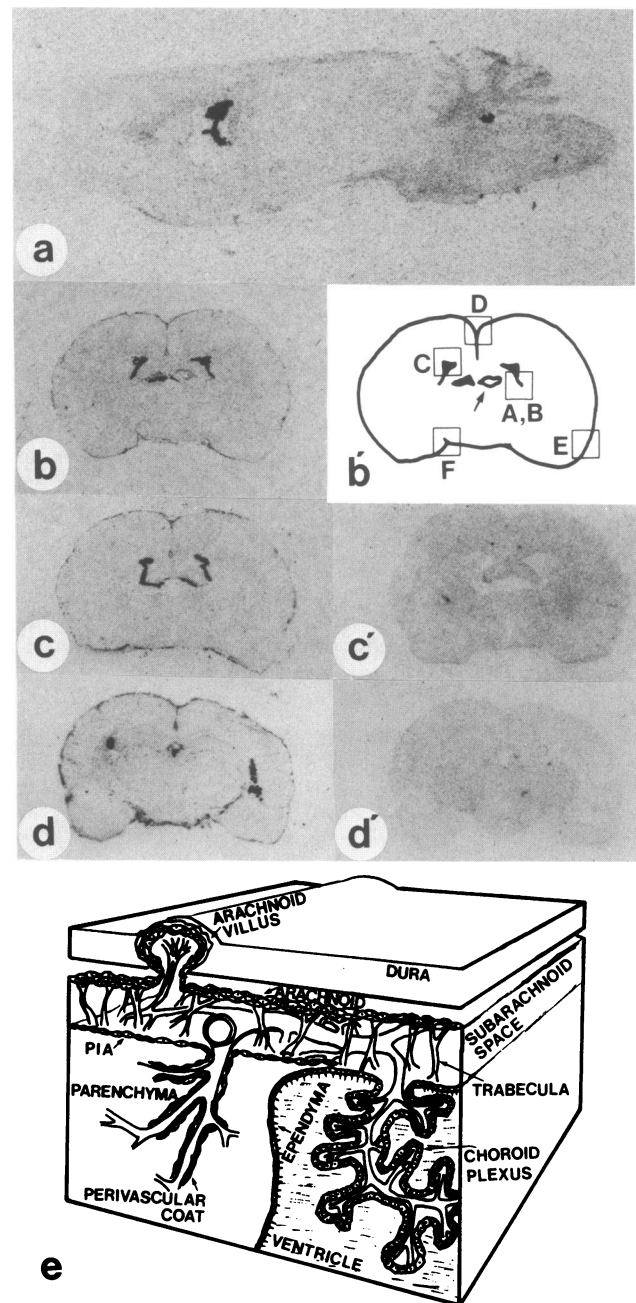 a
b
D
C
A,B
E
F
b′
c
c′
d
d′
ARACHNOID
VILLUS
DURA
ARACHNOID
SUBARACHNOID
SPACE
PIA
TRABECULA
PARENCHYMA
EPENDYMA
CHOROID
PLEXUS
PERIVASCULAR
COAT
VENTRICLE
e